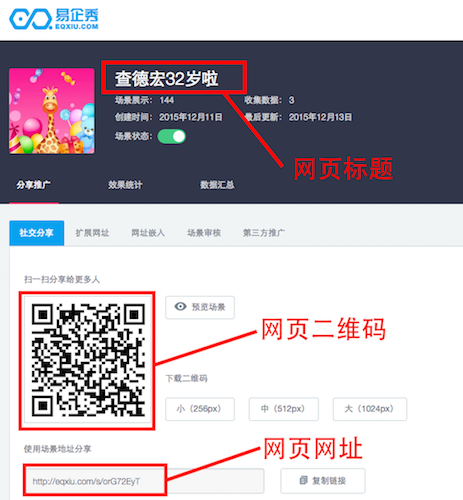 易企秀
EQXIU.COM
查德宏32岁啦
场景展示: 144 收集数据: 3
创建时间: 2015年12月11日 最后更新: 2015年12月13日
场景状态:
网页标题
分享推广 效果统计 数据汇总
社交分享 扩展网址 网址嵌入 场景审核 第三方推广
扫一扫分享给更多人
预览场景
网页二维码
下载二维码
小（256px） 中（512px） 大（1024px）
使用场景地址分享
网页网址
http://eqxiu.com/s/orG72EyT 复制链接